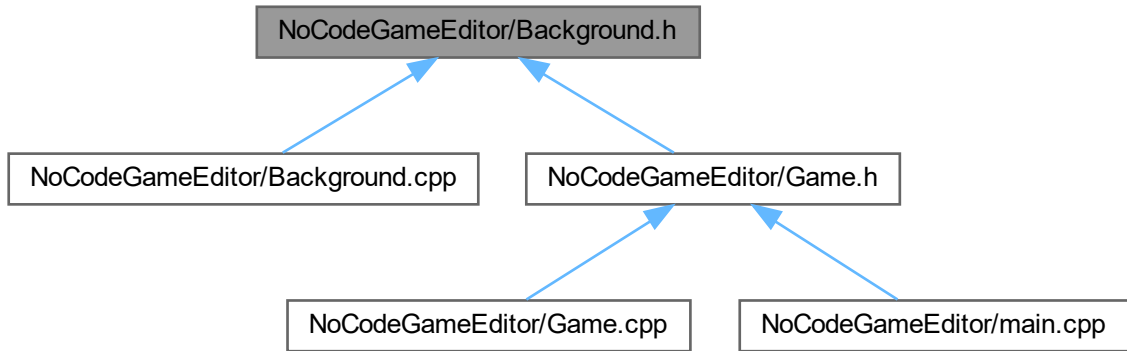 NoCodeGameEditor/Background.h
NoCodeGameEditor/Background.cpp
NoCodeGameEditor/Game.h
NoCodeGameEditor/Game.cpp
NoCodeGameEditor/main.cpp